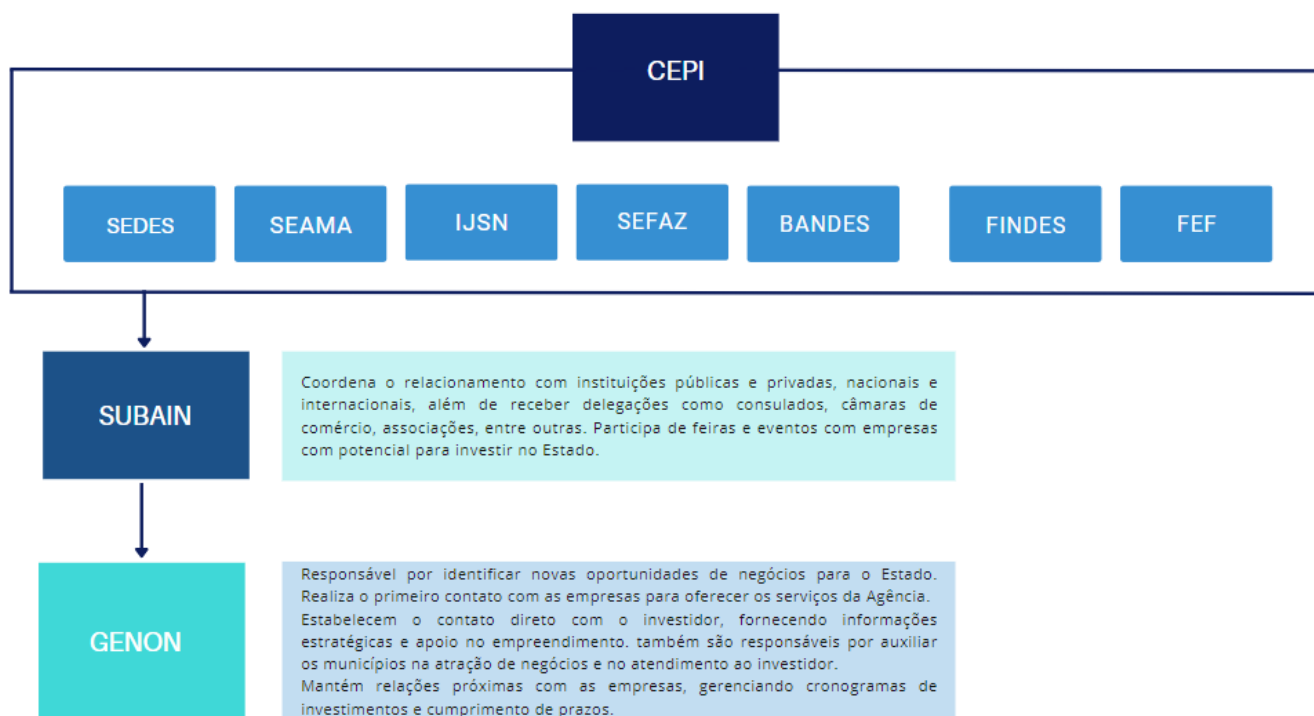 CEPI
SEDES
SEAMA
IJSN
SEFAZ
BANDES
FINDES
FEF
SUBAIN
Coordena o relacionamento com instituições públicas e privadas, nacionais e
internacionais, além de receber delegações como consulados, câmaras de
comércio, associações, entre outras. Participa de feiras e eventos com empresas
com potencial para investir no Estado.
GENON
Responsável por identificar novas oportunidades de negócios para o Estado.
Realiza o primeiro contato com as empresas para oferecer os serviços da Agência.
Estabelecem o contato direto com o investidor, fornecendo informações
estratégicas e apoio no empreendimento. também são responsáveis por auxiliar
os municípios na atração de negócios e no atendimento ao investidor.
Mantém relações próximas com as empresas, gerenciando cronogramas de
investimentos e cumprimento de prazos.